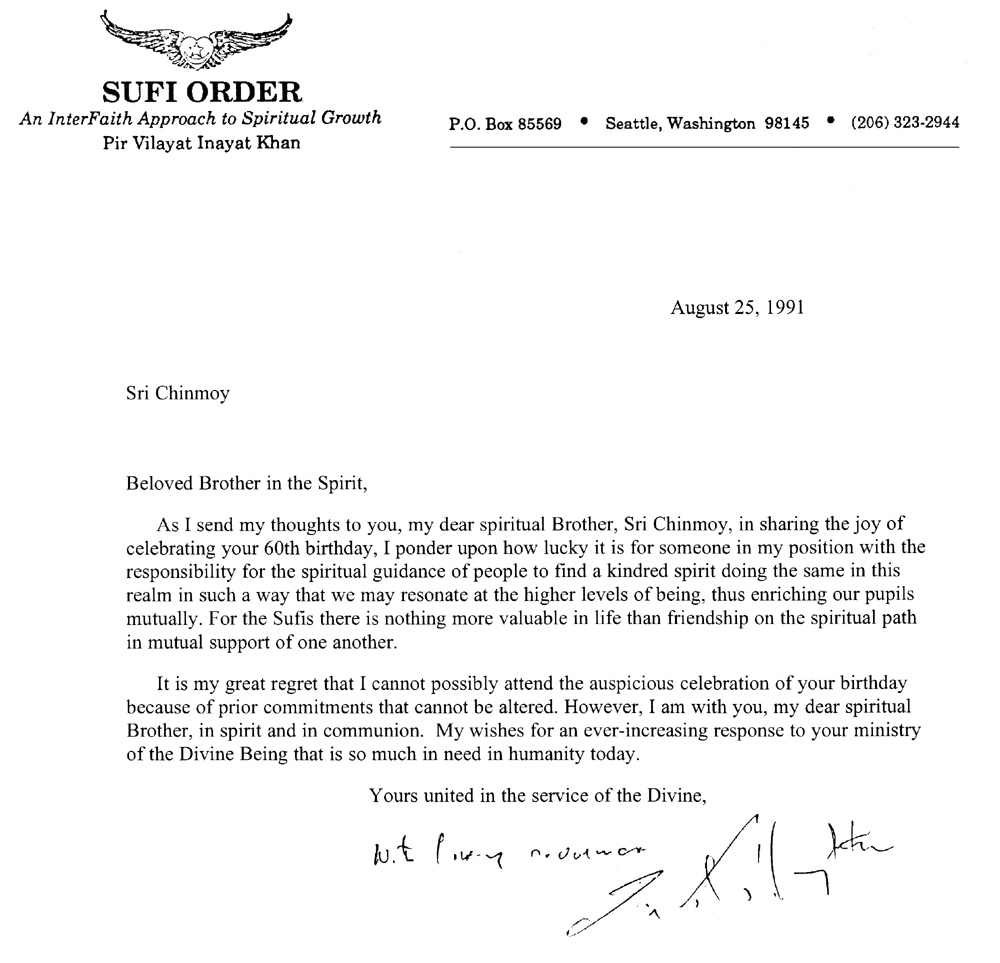 SUFI ORDER
An InterFaith Approach to Spiritual Growth
Pir Vilayat Inayat Khan
P.O. Box 85569 • Seattle, Washington 98145 • (206) 323-2944
August 25, 1991
Sri Chinmoy
Beloved Brother in the Spirit,
As I send my thoughts to you, my dear spiritual Brother, Sri Chinmoy, in sharing the joy of
celebrating your 60th birthday, I ponder upon how lucky it is for someone in my position with the
responsibility for the spiritual guidance of people to find a kindred spirit doing the same in this
realm in such a way that we may resonate at the higher levels of being, thus enriching our pupils
mutually. For the Sufis there is nothing more valuable in life than friendship on the spiritual path
in mutual support of one another.
It is my great regret that I cannot possibly attend the auspicious celebration of your birthday
because of prior commitments that cannot be altered. However, I am with you, my dear spiritual
Brother, in spirit and in communion.  My wishes for an ever-increasing response to your ministry
of the Divine Being that is so much in need in humanity today.
Yours united in the service of the Divine,